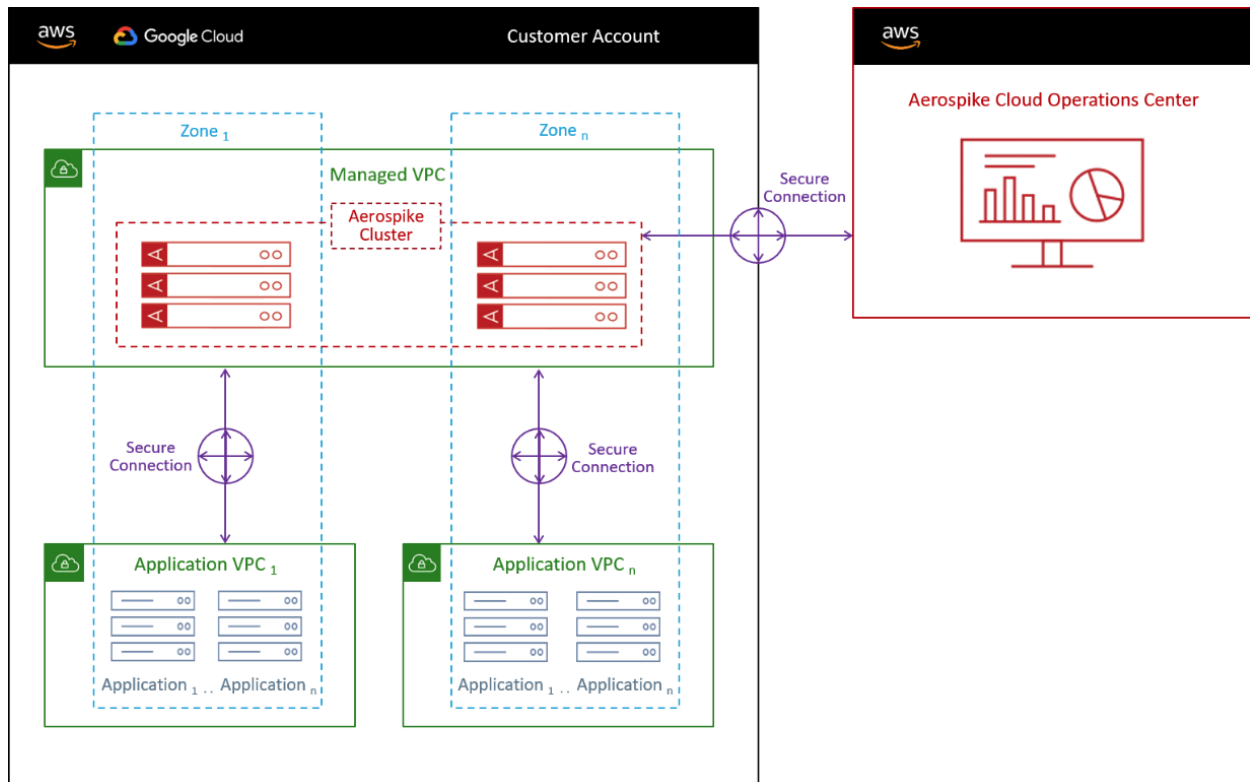 aws Google Cloud Customer Account
aws
Aerospike Cloud Operations Center
Zone 1
Zone n
Managed VPC
Aerospike
Cluster
A
A
A
A
A
A
Secure
Connection
Secure
Connection
Secure
Connection
Application VPC 1
Application VPC n
Application 1 .. Application n
Application 1 .. Application n